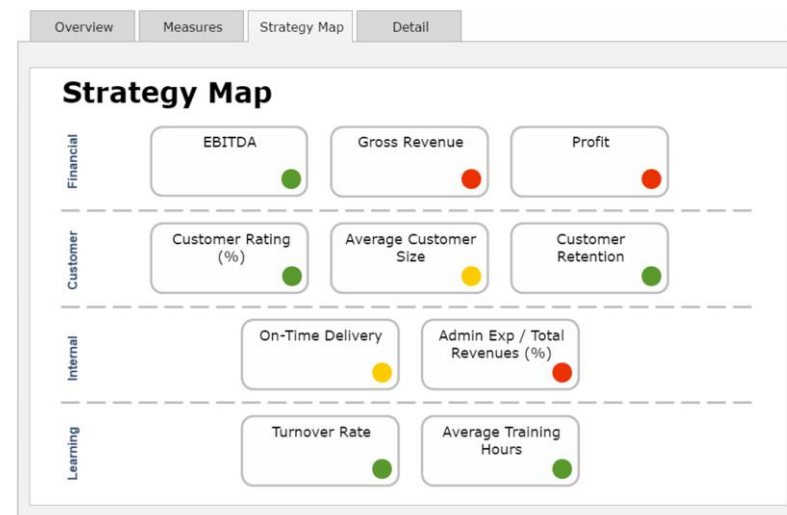 Overview
Measures
Strategy Map
Detail
Strategy Map
Financial
EBITDA
Gross Revenue
Profit
Customer
Customer Rating
(%)
Average Customer
Size
Customer
Retention
Internal
On-Time Delivery
Admin Exp / Total
Revenues (%)
Learning
Turnover Rate
Average Training
Hours